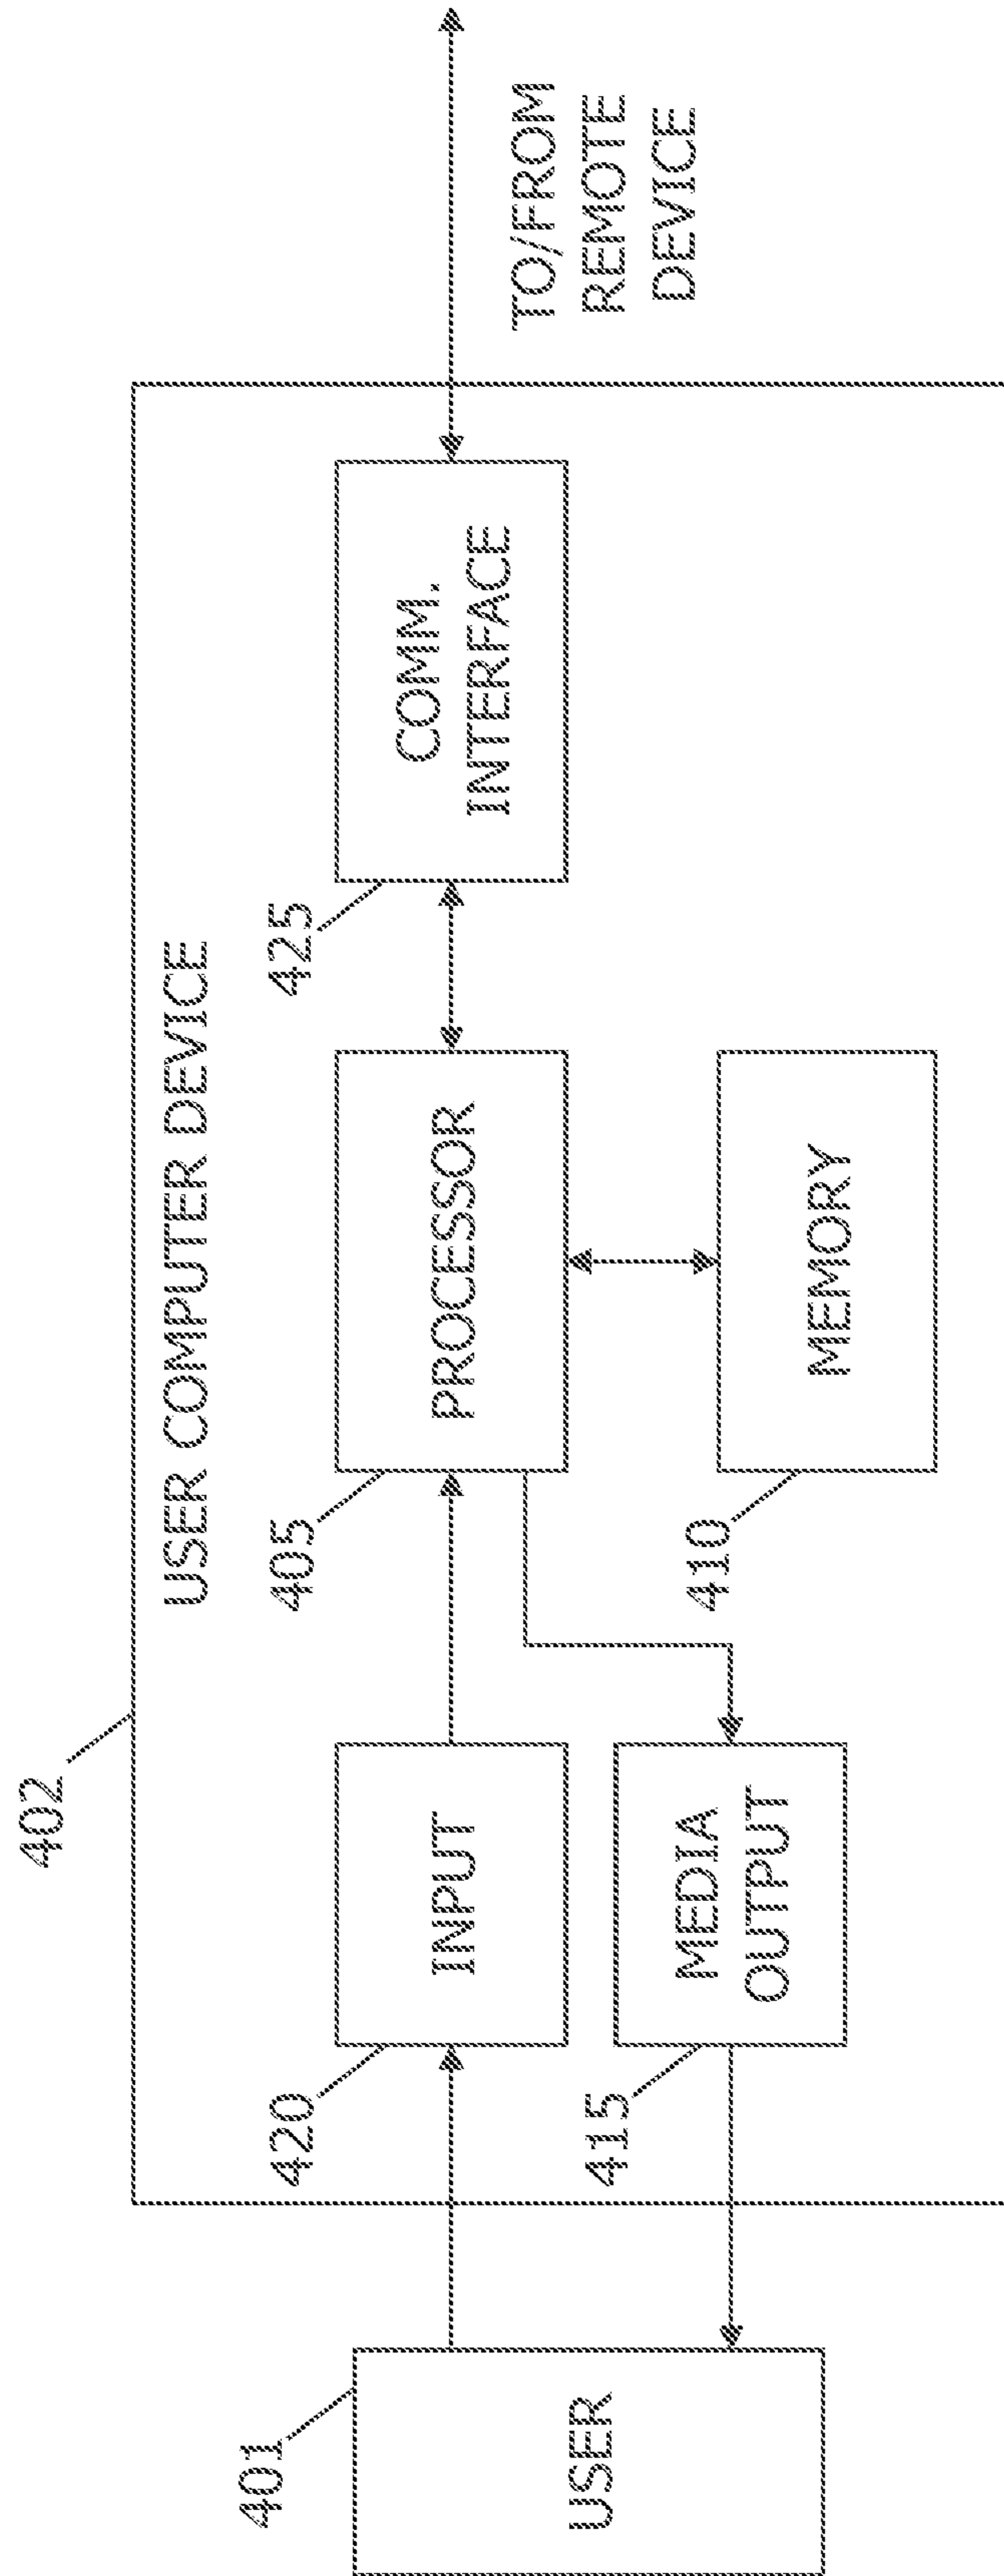 402
USER COMPUTER DEVICE
401
USER
420
INPUT
405
PROCESSOR
425
COMM.
INTERFACE
TO/FROM
REMOTE
DEVICE
415
MEDIA
OUTPUT
410
MEMORY